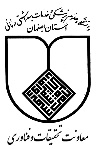 دانشگاه علوم پزشکی و خدمات بهداشتی درمانی
استان اصفهان
معاونت تحقیقات و فناوری